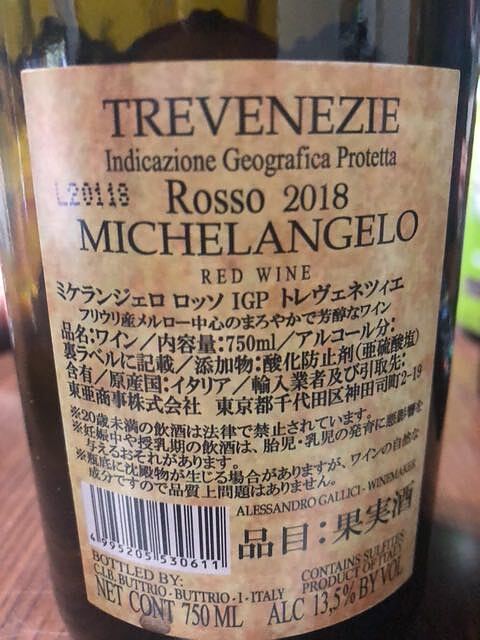 TREVENEZIE
Indicazione Geografica Protetta
L20118
Rosso 2018
MICHELANGELO
RED WINE
ミケランジェロ ロッソ IGP トレヴェネツィエ
フリウリ産メルロー中心のまろやかで芳醇なワイン
品名:ワイン/内容量:750ml/アルコール分:
裏ラベルに記載/添加物:酸化防止剤(亜硫酸塩)
含有/原産国:イタリア/輸入業者及び引取先:
東亜商事株式会社 東京都千代田区神田司町2-19
※20歳未満の飲酒は法律で禁止されています。
※妊娠中や授乳期の飲酒は、胎児・乳児の発育に悪影響を
与えるおそれがあります。
※瓶底に沈殿物が生じる場合がありますが、ワインの自然な
成分ですので品質上問題はありません。
ALESSANDRO GALLICI - WINEMAKER
品目:果実酒
4995205530611
BOTTLED BY:
C.I.B. BUTTRIO - BUTTRIO - I - ITALY
CONTAINS SULFITES
PRODUCT OF ITALY
NET CONT 750 ML ALC 13,5% BY VOL